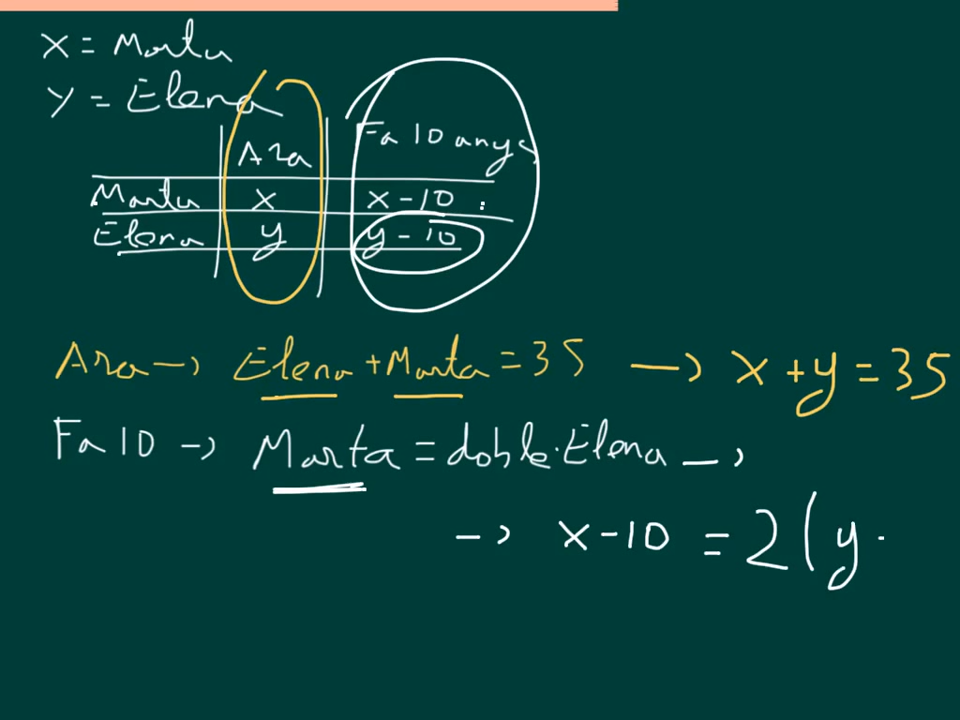 x = Marta
y = Elena
Ara Fa 10 anys
Marta x x - 10
Elena y y - 10
Ara → Elena + Marta = 35 → x + y = 35
Fa 10 → Marta = doble · Elena →
→ x - 10 = 2 ( y -